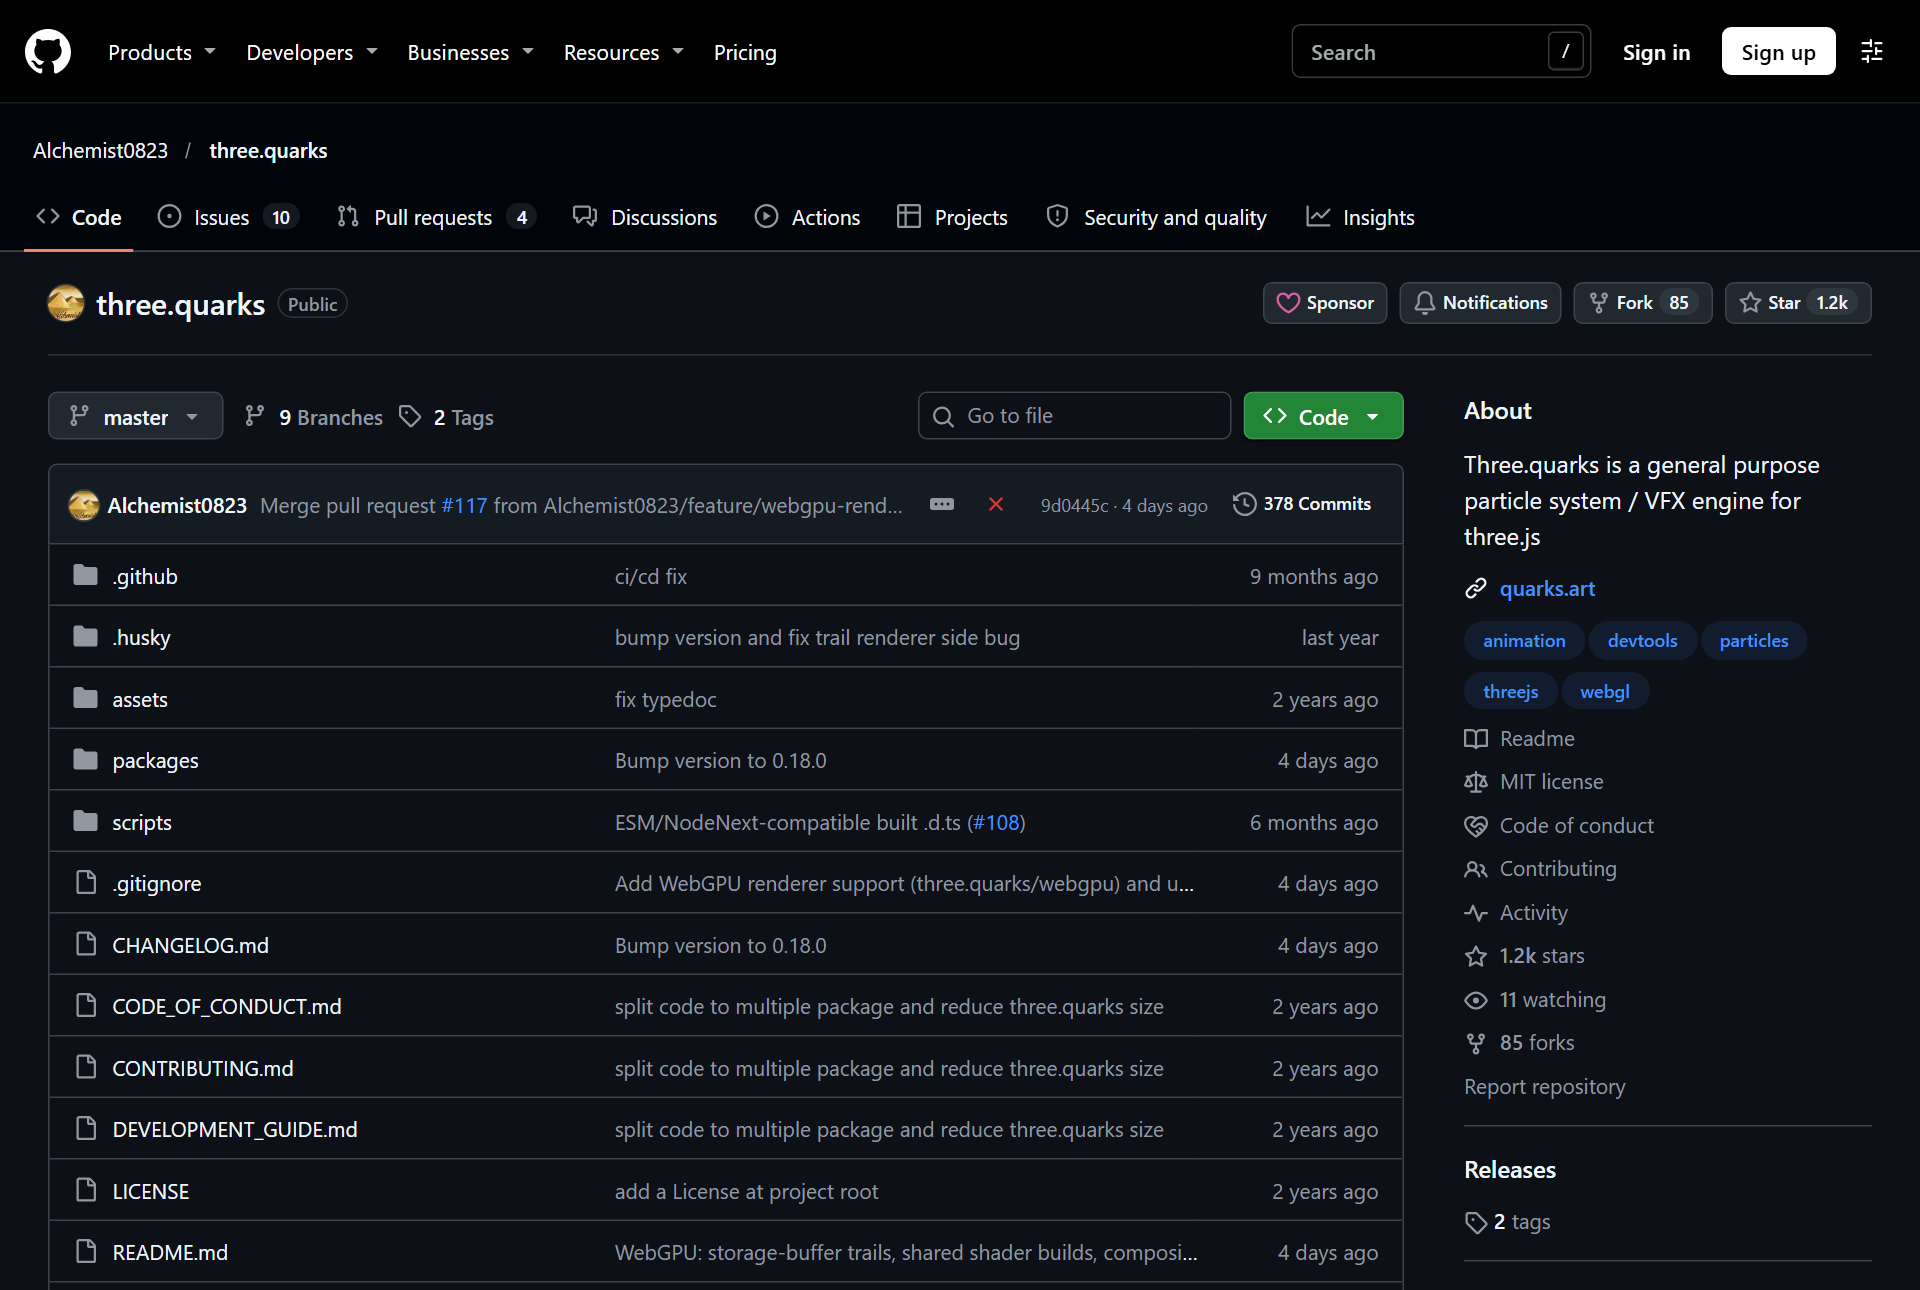 Products Developers Businesses Resources Pricing Search / Sign in Sign up
Alchemist0823 / three.quarks
Code Issues 10 Pull requests 4 Discussions Actions Projects Security and quality Insights
three.quarks Public Sponsor Notifications Fork 85 Star 1.2k
master 9 Branches 2 Tags Go to file Code
Alchemist0823 Merge pull request #117 from Alchemist0823/feature/webgpu-rend... 9d0445c · 4 days ago 378 Commits
.github ci/cd fix 9 months ago
.husky bump version and fix trail renderer side bug last year
assets fix typedoc 2 years ago
packages Bump version to 0.18.0 4 days ago
scripts ESM/NodeNext-compatible built .d.ts (#108) 6 months ago
.gitignore Add WebGPU renderer support (three.quarks/webgpu) and u... 4 days ago
CHANGELOG.md Bump version to 0.18.0 4 days ago
CODE_OF_CONDUCT.md split code to multiple package and reduce three.quarks size 2 years ago
CONTRIBUTING.md split code to multiple package and reduce three.quarks size 2 years ago
DEVELOPMENT_GUIDE.md split code to multiple package and reduce three.quarks size 2 years ago
LICENSE add a License at project root 2 years ago
README.md WebGPU: storage-buffer trails, shared shader builds, composi... 4 days ago
About
Three.quarks is a general purpose
particle system / VFX engine for
three.js
quarks.art
animation devtools particles
threejs webgl
Readme
MIT license
Code of conduct
Contributing
Activity
1.2k stars
11 watching
85 forks
Report repository
Releases
2 tags